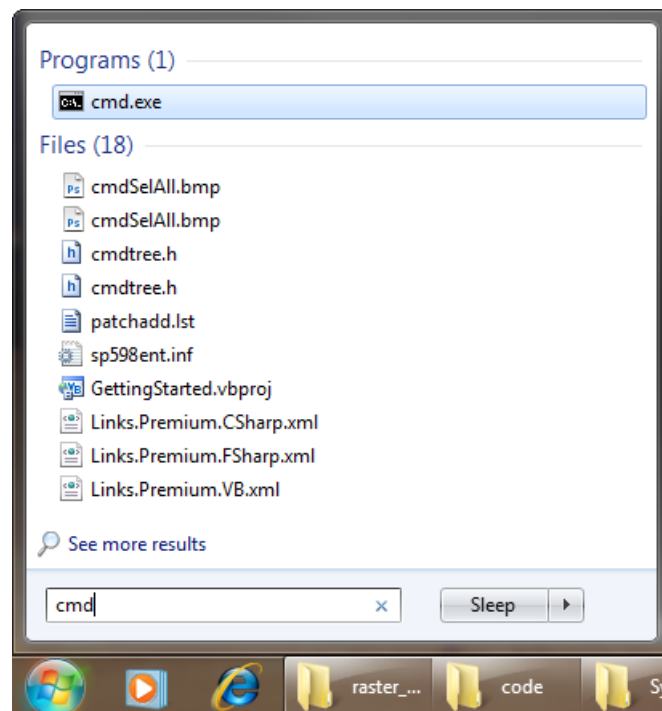 Programs (1)
cmd.exe
Files (18)
cmdSelAll.bmp
cmdSelAll.bmp
cmdtree.h
cmdtree.h
patchadd.lst
sp598ent.inf
GettingStarted.vbproj
Links.Premium.CSharp.xml
Links.Premium.FSharp.xml
Links.Premium.VB.xml
See more results
cmd
Sleep
raster_... code Sy